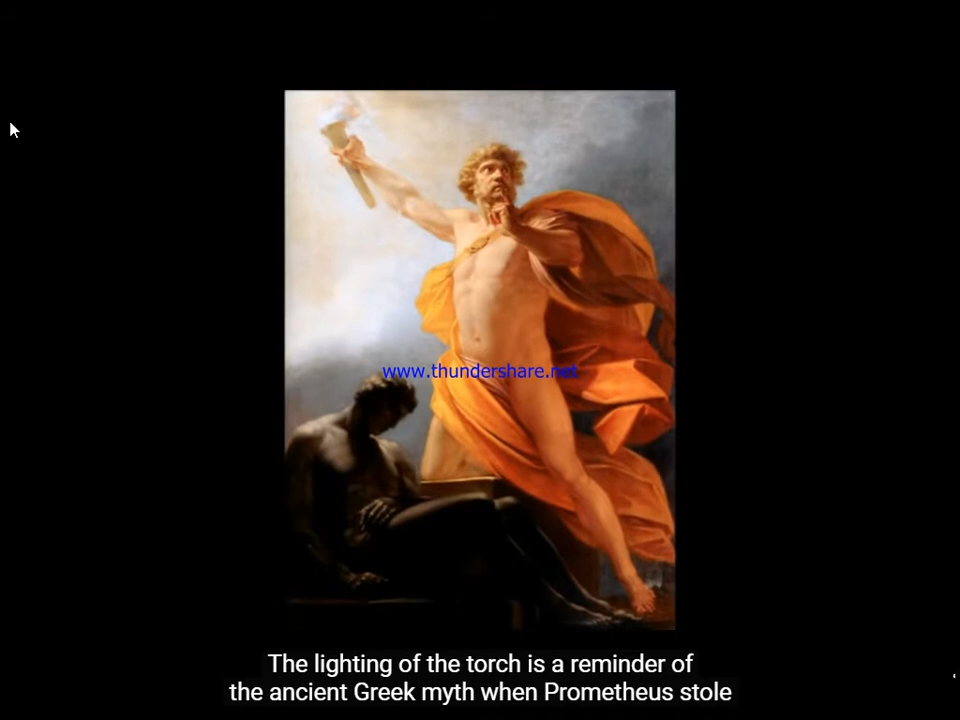 www.thundershare.net
The lighting of the torch is a reminder of
the ancient Greek myth when Prometheus stole